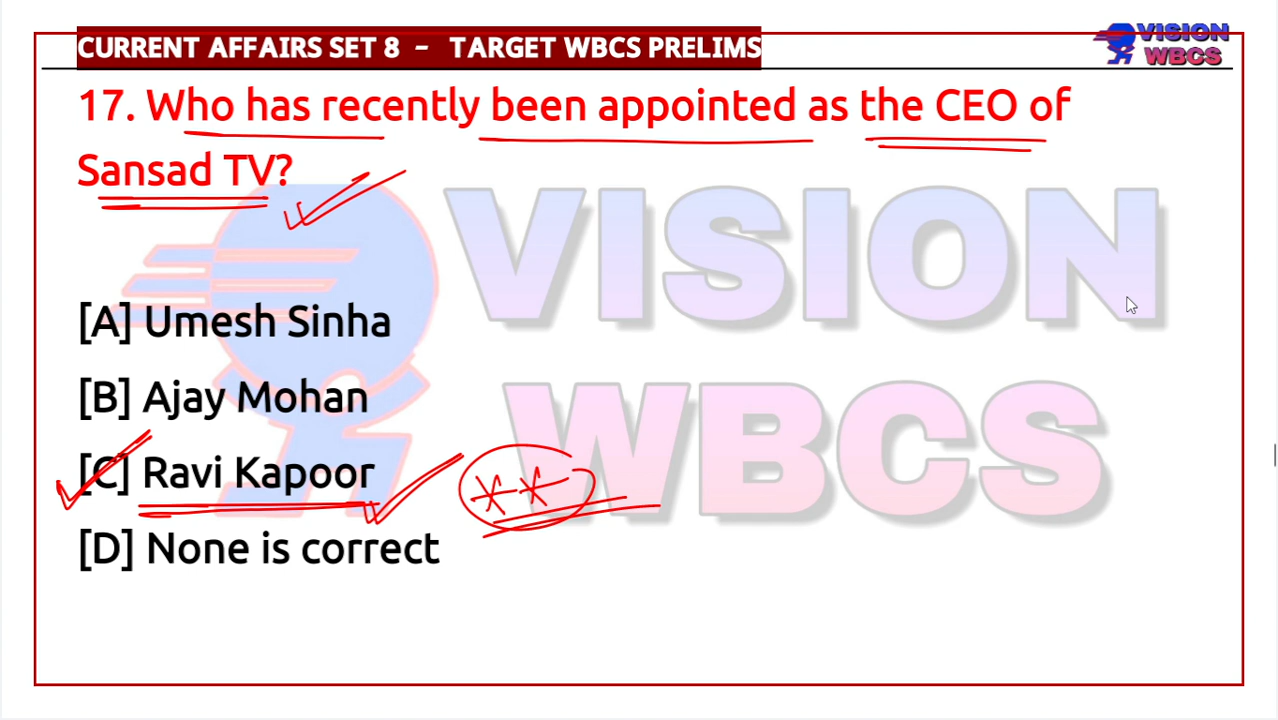 CURRENT AFFAIRS SET 8 - TARGET WBCS PRELIMS
VISION
WBCS
17. Who has recently been appointed as the CEO of
Sansad TV?
VISION
WBCS
[A] Umesh Sinha
[B] Ajay Mohan
[C] Ravi Kapoor
**
[D] None is correct